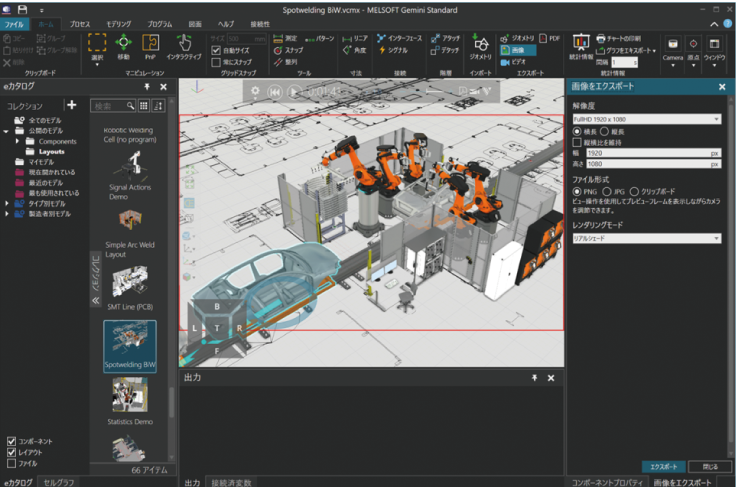 Spotwelding BiW.vcmx - MELSOFT Gemini Standard
ファイル ホーム プロセス モデリング プログラム 図面 ヘルプ 接続性
コピー グループ
貼り付け グループ解除
削除
クリップボード
選択 移動 PnP インタラクティブ
マニピュレーション
サイズ 500 mm
自動サイズ
常にスナップ
グリッドスナップ
測定 パターン
スナップ
整列
ツール
リニア
角度
寸法
インターフェース
シグナル
接続
アタッチ
デタッチ
階層
ジオメトリ
インポート
ジオメトリ PDF
画像
ビデオ
エクスポート
統計情報
チャートの印刷
グラフをエクスポート
間隔 1 s
統計情報
Camera 原点 ウィンドウ
eカタログ
コレクション
検索
全てのモデル
公開のモデル
Components
Layouts
マイモデル
現在開かれている
最近のモデル
最も使用されている
タイプ別モデル
製造者別モデル
コレクション
Robotic Welding
Cell (no program)
Signal Actions
Demo
Simple Arc Weld
Layout
SMT Line (PCB)
Spotwelding BiW
Statistics Demo
コンポーネント
レイアウト
ファイル
66 アイテム
eカタログ セルグラフ
B
L T R
F
出力
出力 接続済変数
画像をエクスポート
解像度
FullHD 1920 x 1080
横長 縦長
縦横比を維持
幅 1920 px
高さ 1080 px
ファイル形式
PNG JPG クリップボード
ビュー操作を使用してプレビューフレームを表示しながらカメラ
を調整できます。
レンダリングモード
リアルシェード
エクスポート 閉じる
コンポーネントプロパティ 画像をエクスポート